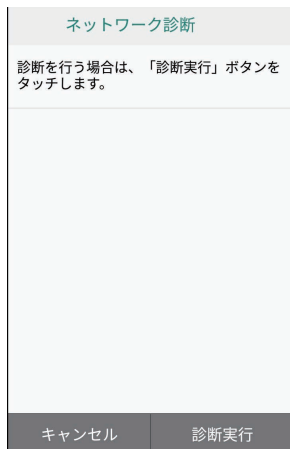 ネットワーク診断
診断を行う場合は、「診断実行」ボタンを
タッチします。
キャンセル
診断実行